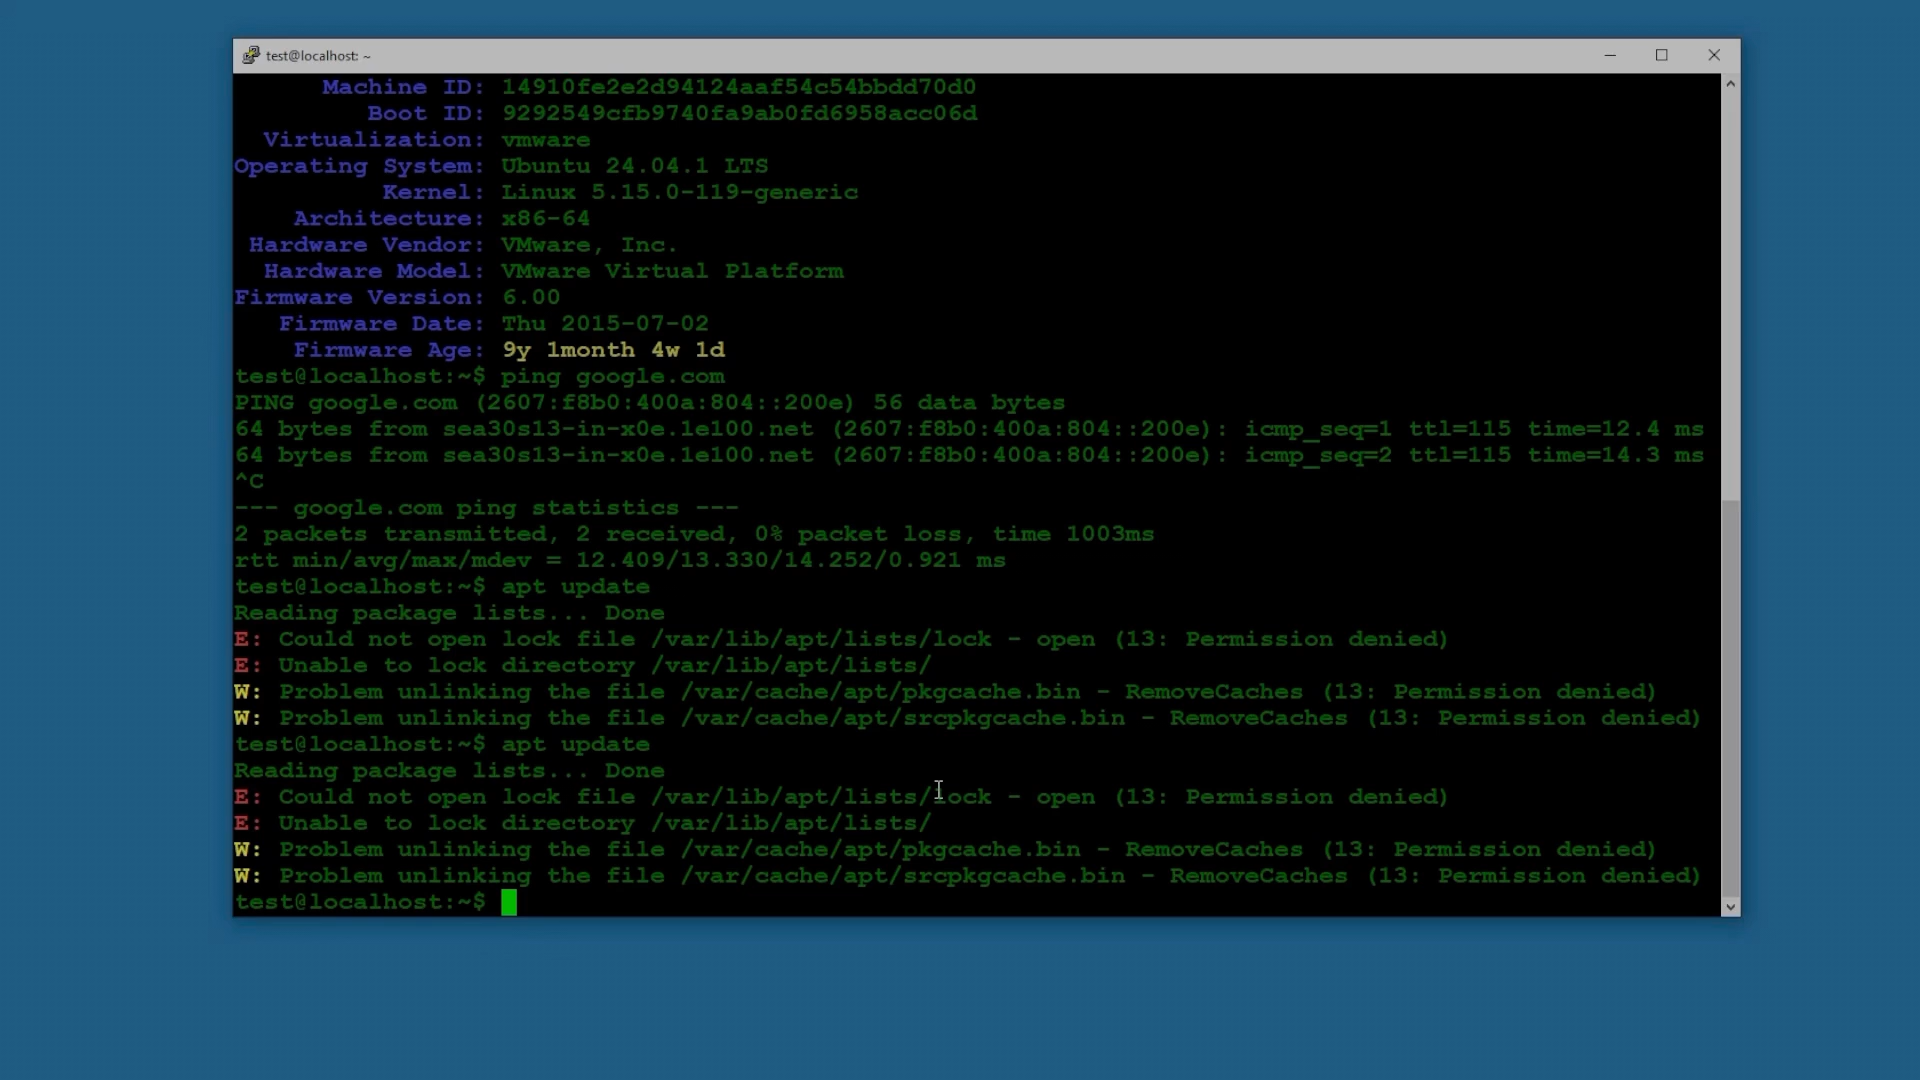 test@localhost: ~
Machine ID: 14910fe2e2d94124aaf54c54bbdd70d0
Boot ID: 9292549cfb9740fa9ab0fd6958acc06d
Virtualization: vmware
Operating System: Ubuntu 24.04.1 LTS
Kernel: Linux 5.15.0-119-generic
Architecture: x86-64
Hardware Vendor: VMware, Inc.
Hardware Model: VMware Virtual Platform
Firmware Version: 6.00
Firmware Date: Thu 2015-07-02
Firmware Age: 9y 1month 4w 1d
test@localhost:~$ ping google.com
PING google.com (2607:f8b0:400a:804::200e) 56 data bytes
64 bytes from sea30s13-in-x0e.1e100.net (2607:f8b0:400a:804::200e): icmp_seq=1 ttl=115 time=12.4 ms
64 bytes from sea30s13-in-x0e.1e100.net (2607:f8b0:400a:804::200e): icmp_seq=2 ttl=115 time=14.3 ms
^C
--- google.com ping statistics ---
2 packets transmitted, 2 received, 0% packet loss, time 1003ms
rtt min/avg/max/mdev = 12.409/13.330/14.252/0.921 ms
test@localhost:~$ apt update
Reading package lists... Done
E: Could not open lock file /var/lib/apt/lists/lock - open (13: Permission denied)
E: Unable to lock directory /var/lib/apt/lists/
W: Problem unlinking the file /var/cache/apt/pkgcache.bin - RemoveCaches (13: Permission denied)
W: Problem unlinking the file /var/cache/apt/srcpkgcache.bin - RemoveCaches (13: Permission denied)
test@localhost:~$ apt update
Reading package lists... Done
E: Could not open lock file /var/lib/apt/lists/lock - open (13: Permission denied)
E: Unable to lock directory /var/lib/apt/lists/
W: Problem unlinking the file /var/cache/apt/pkgcache.bin - RemoveCaches (13: Permission denied)
W: Problem unlinking the file /var/cache/apt/srcpkgcache.bin - RemoveCaches (13: Permission denied)
test@localhost:~$